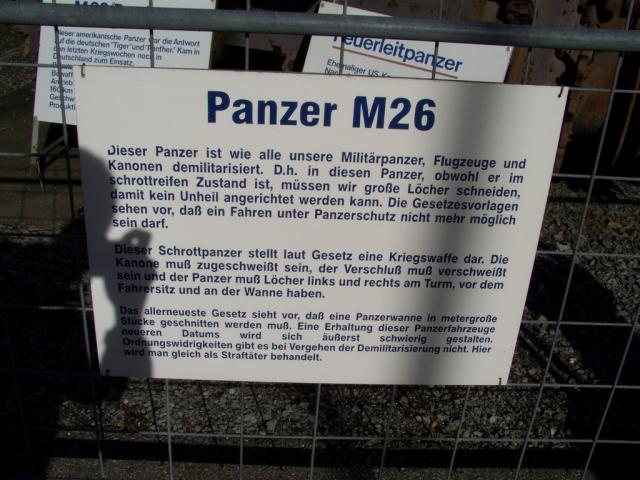 Dieser amerikanische Panzer war die Antwort
auf die deutschen "Tiger" und "Panther." Kam in
den letzten Kriegswochen noch in
Deutschland zum Einsatz.
Feuerleitpanzer
Ehemaliger US-
Panzer M26
Dieser Panzer ist wie alle unsere Militärpanzer, Flugzeuge und
Kanonen demilitarisiert. D.h. in diesen Panzer, obwohl er im
schrottreifen Zustand ist, müssen wir große Löcher schneiden,
damit kein Unheil angerichtet werden kann. Die Gesetzesvorlagen
sehen vor, daß ein Fahren unter Panzerschutz nicht mehr möglich
sein darf.
Dieser Schrottpanzer stellt laut Gesetz eine Kriegswaffe dar. Die
Kanone muß zugeschweißt sein, der Verschluß muß verschweißt
sein und der Panzer muß Löcher links und rechts am Turm, vor dem
Fahrersitz und an der Wanne haben.
Das allerneueste Gesetz sieht vor, daß eine Panzerwanne in metergroße
Stücke geschnitten werden muß. Eine Erhaltung dieser Panzerfahrzeuge
neueren Datums wird sich äußerst schwierig gestalten.
Ordnungswidrigkeiten gibt es bei Vergehen der Demilitarisierung nicht. Hier
wird man gleich als Straftäter behandelt.